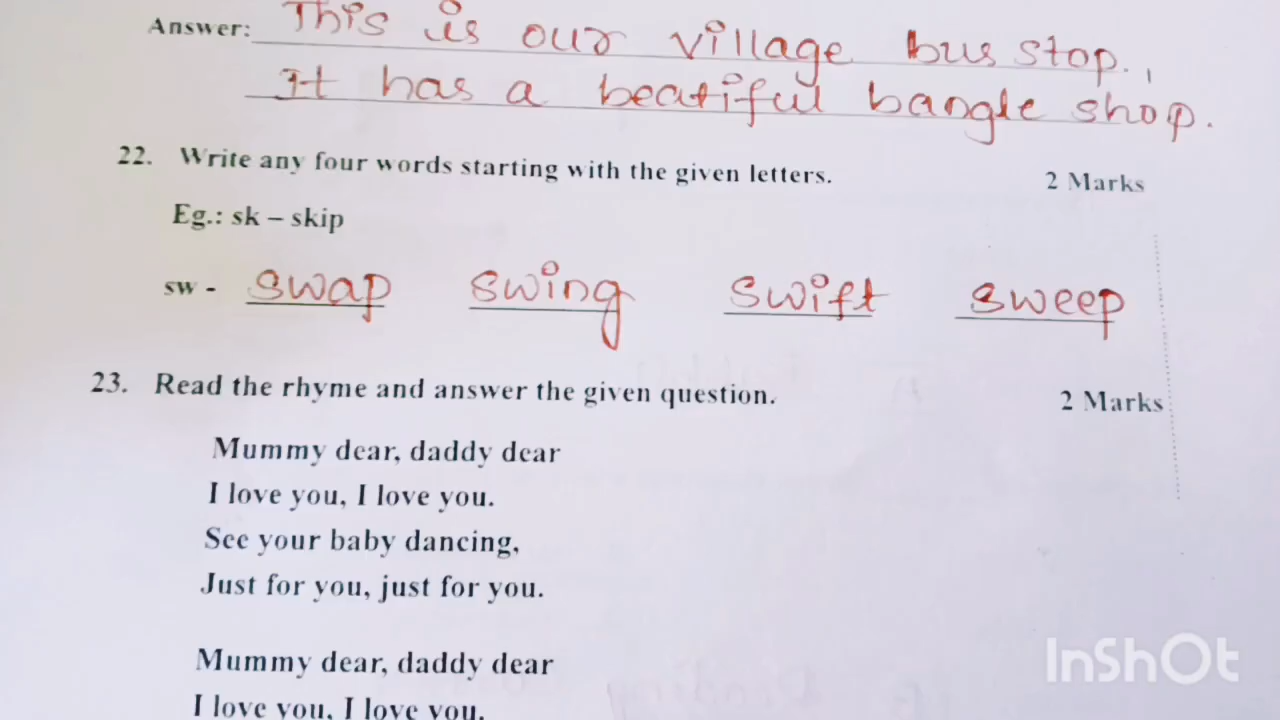 Answer: This is our village bus stop.,
It has a beatiful bangle shop.
22. Write any four words starting with the given letters. 2 Marks
Eg.: sk – skip
sw - swap swing swift sweep
23. Read the rhyme and answer the given question. 2 Marks
Mummy dear, daddy dear
I love you, I love you.
See your baby dancing,
Just for you, just for you.
Mummy dear, daddy dear
I love you, I love you.
InShOt